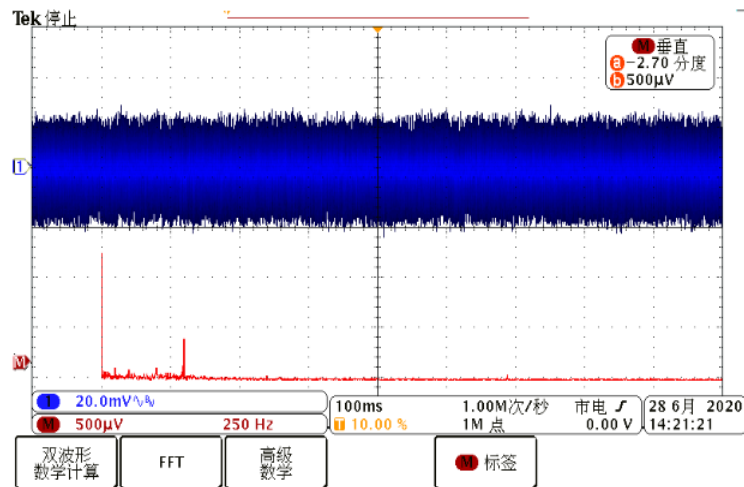 Tek 停止
M 垂直
a -2.70 分度
b 500μV
1
M
1 20.0mV
M 500μV 250 Hz
100ms 1.00M次/秒 市电
T 10.00 % 1M 点 0.00 V
28 6月 2020
14:21:21
双波形
数学计算
FFT
高级
数学
M 标签